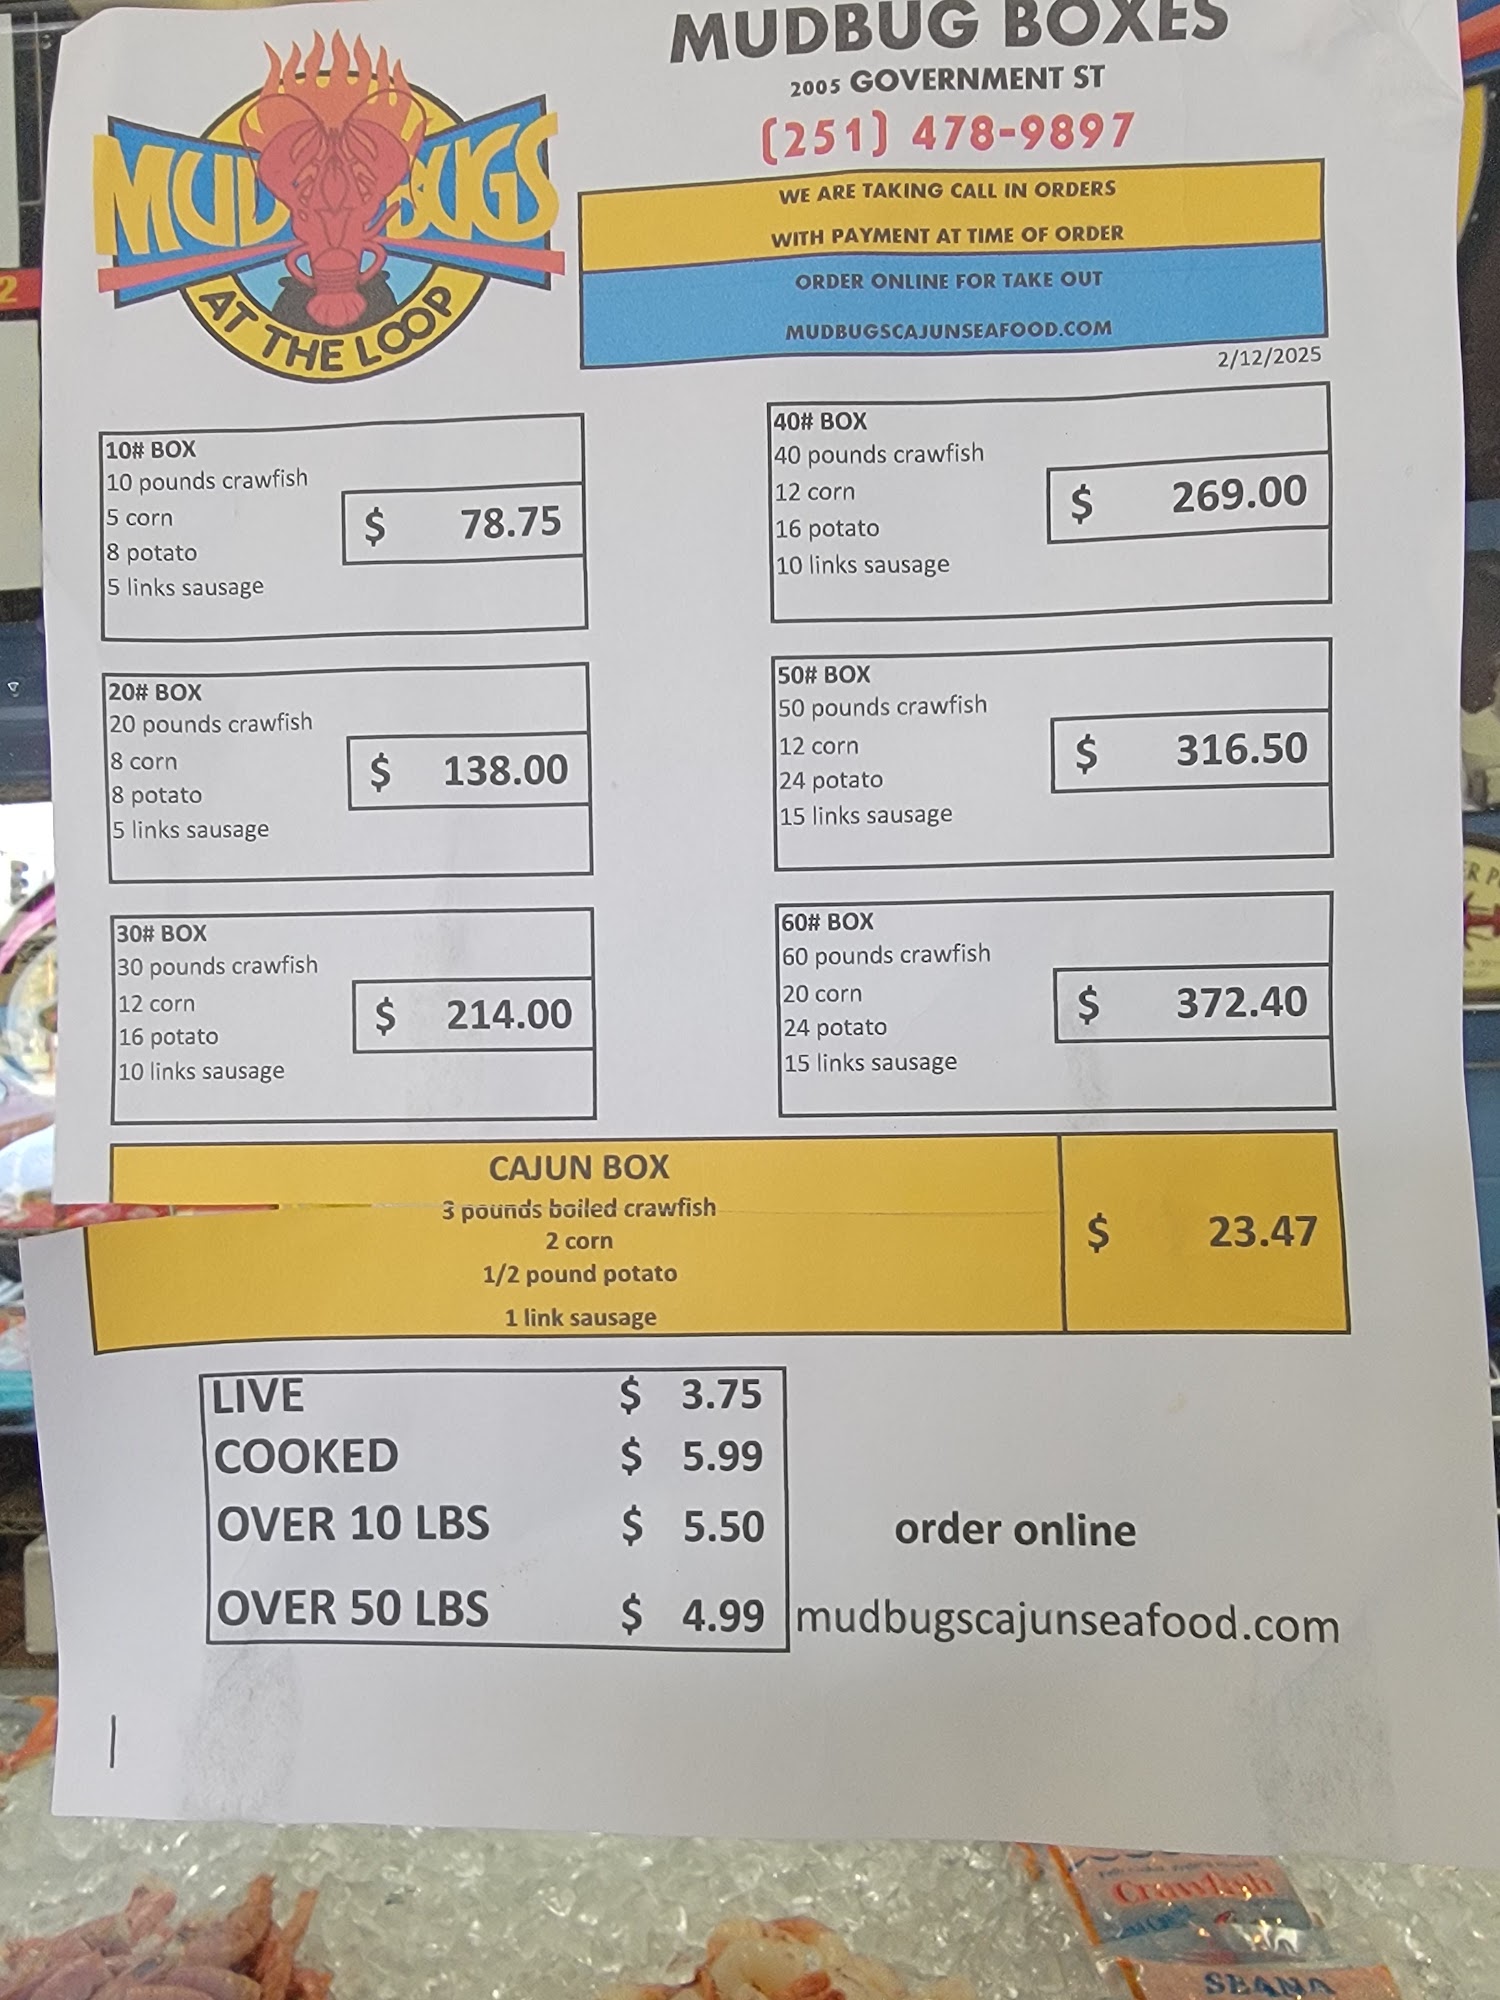 MUDBUG BOXES
2005 GOVERNMENT ST
(251) 478-9897
MUDBUGS
AT THE LOOP
WE ARE TAKING CALL IN ORDERS
WITH PAYMENT AT TIME OF ORDER
ORDER ONLINE FOR TAKE OUT
MUDBUGSCAJUNSEAFOOD.COM
2/12/2025
10# BOX
10 pounds crawfish
5 corn
8 potato
5 links sausage
$ 78.75
20# BOX
20 pounds crawfish
8 corn
8 potato
5 links sausage
$ 138.00
30# BOX
30 pounds crawfish
12 corn
16 potato
10 links sausage
$ 214.00
40# BOX
40 pounds crawfish
12 corn
16 potato
10 links sausage
$ 269.00
50# BOX
50 pounds crawfish
12 corn
24 potato
15 links sausage
$ 316.50
60# BOX
60 pounds crawfish
20 corn
24 potato
15 links sausage
$ 372.40
CAJUN BOX
3 pounds boiled crawfish
2 corn
1/2 pound potato
1 link sausage
$ 23.47
LIVE $ 3.75
COOKED $ 5.99
OVER 10 LBS $ 5.50
OVER 50 LBS $ 4.99
order online
mudbugscajunseafood.com
Crawfish